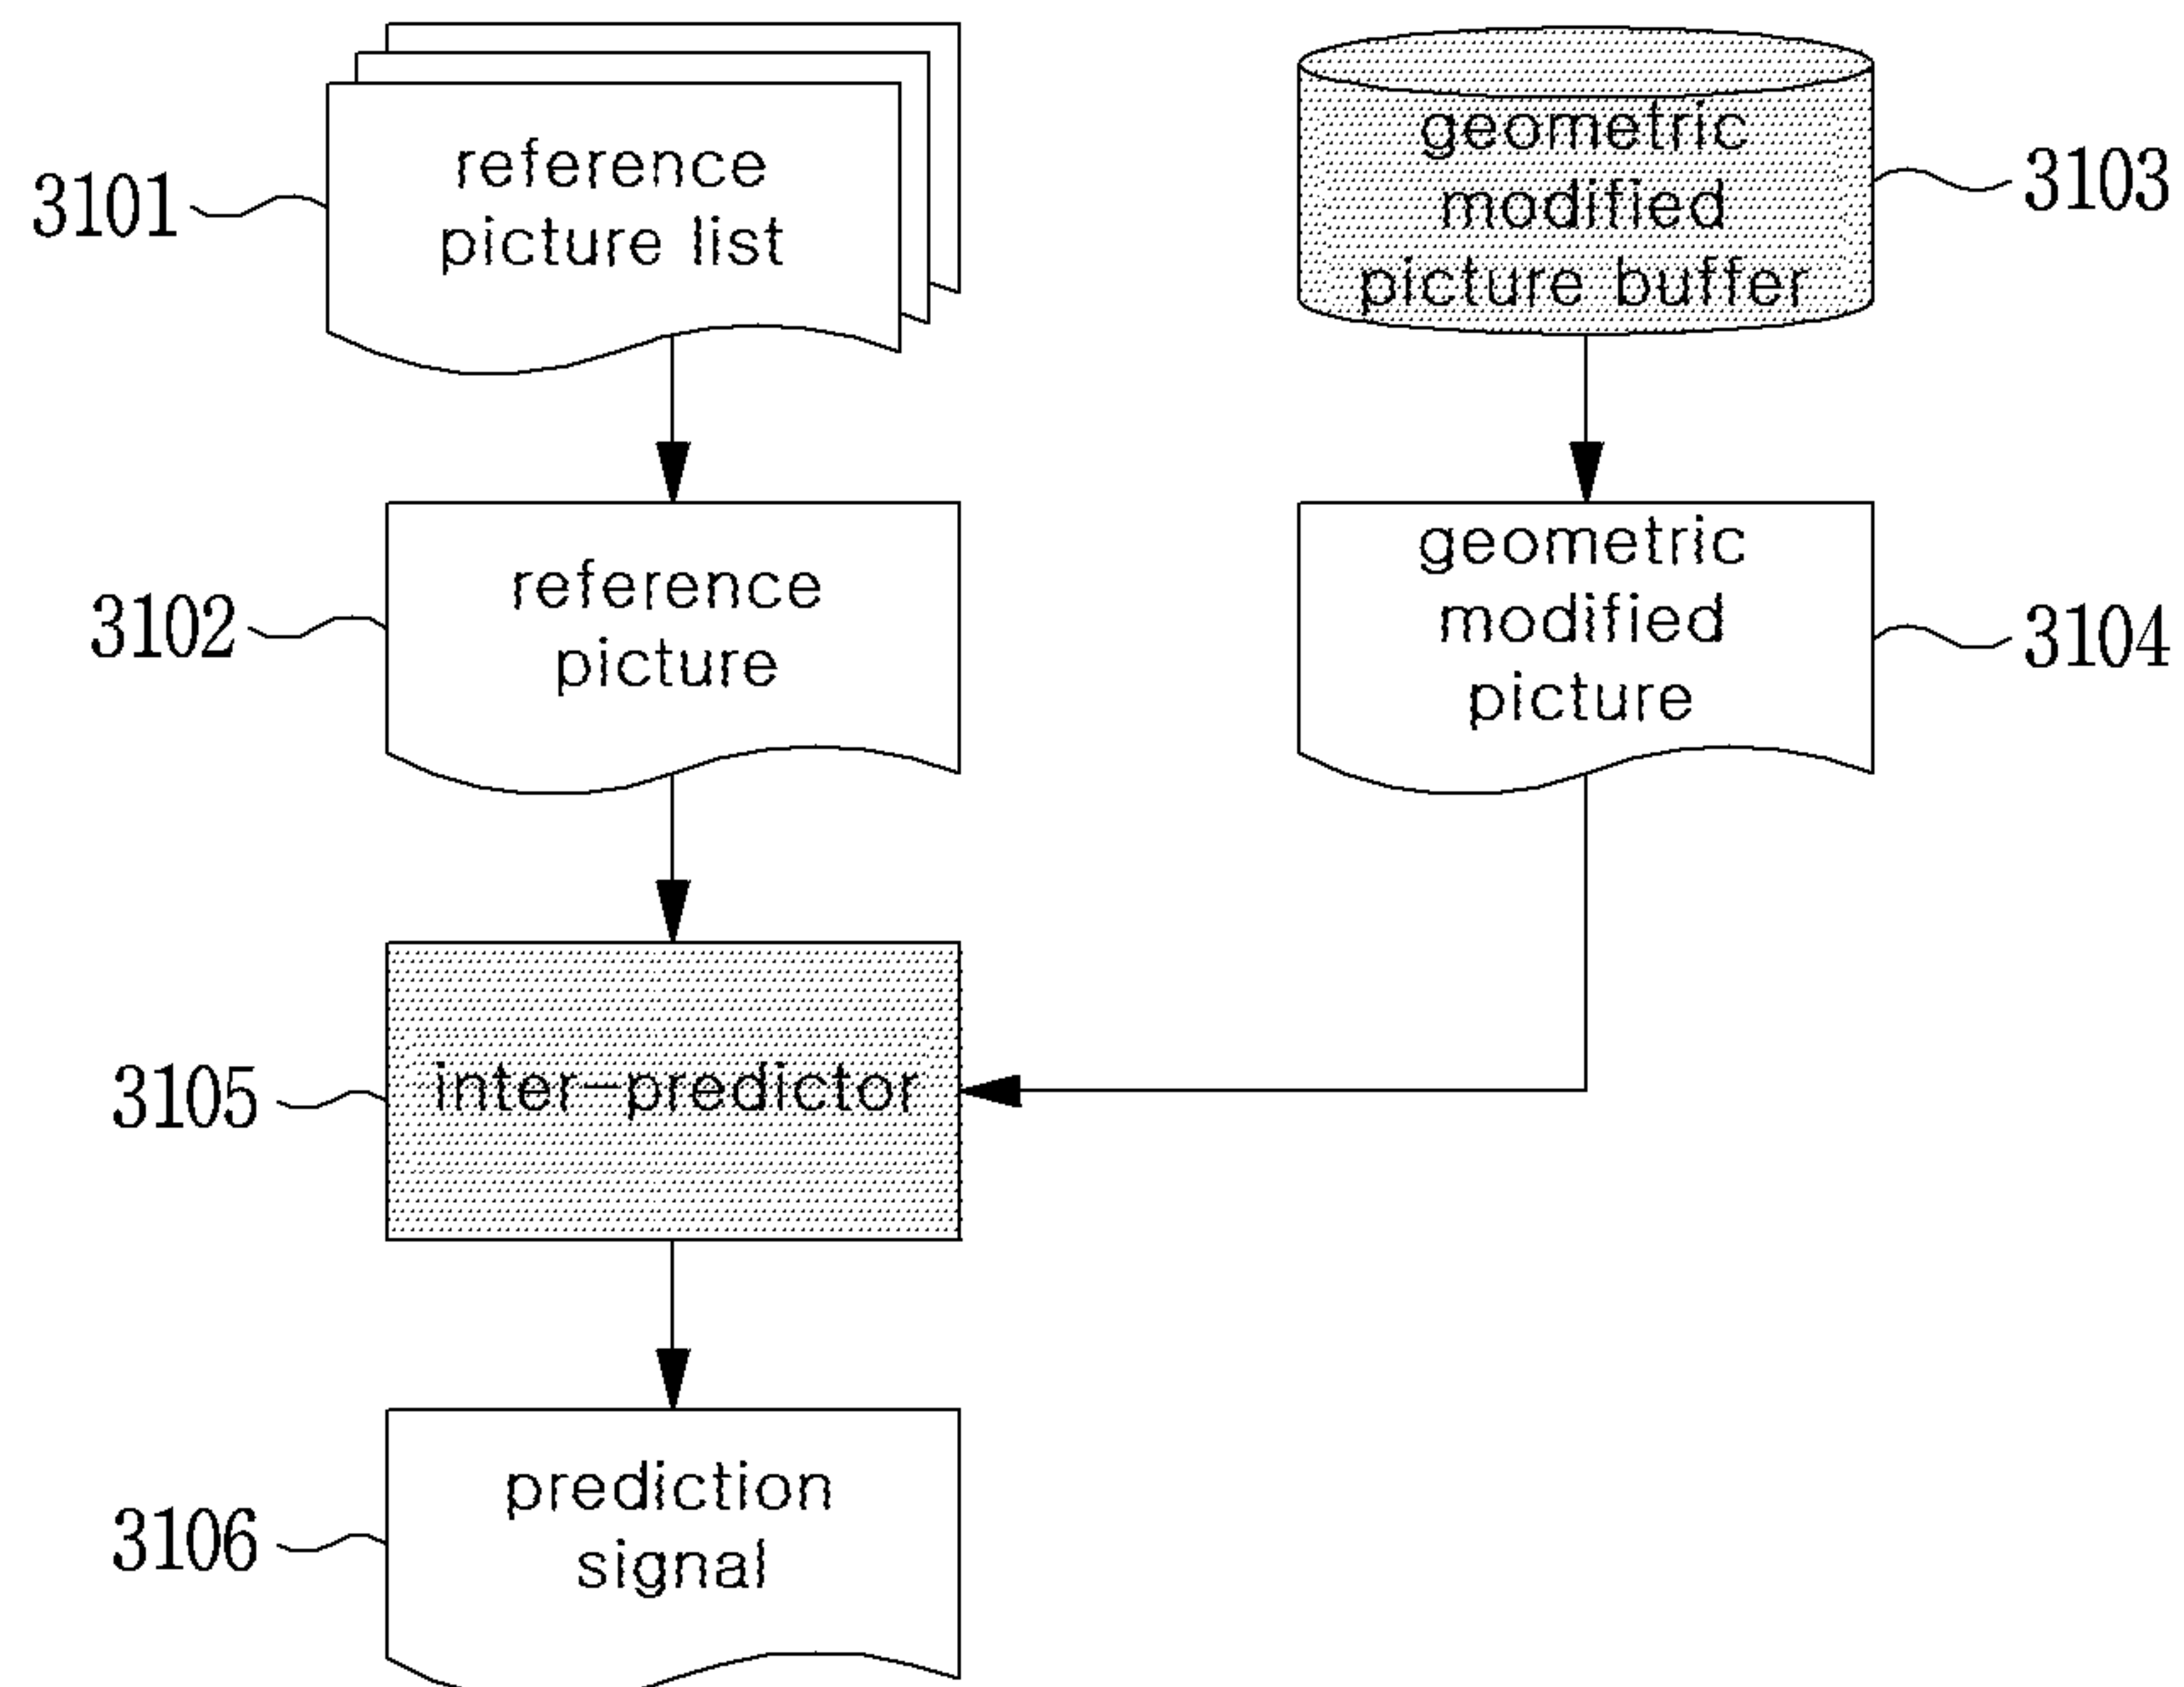 3101
reference
picture list
geometric
modified
picture buffer
3103
3102
reference
picture
geometric
modified
picture
3104
3105
inter-predictor
3106
prediction
signal